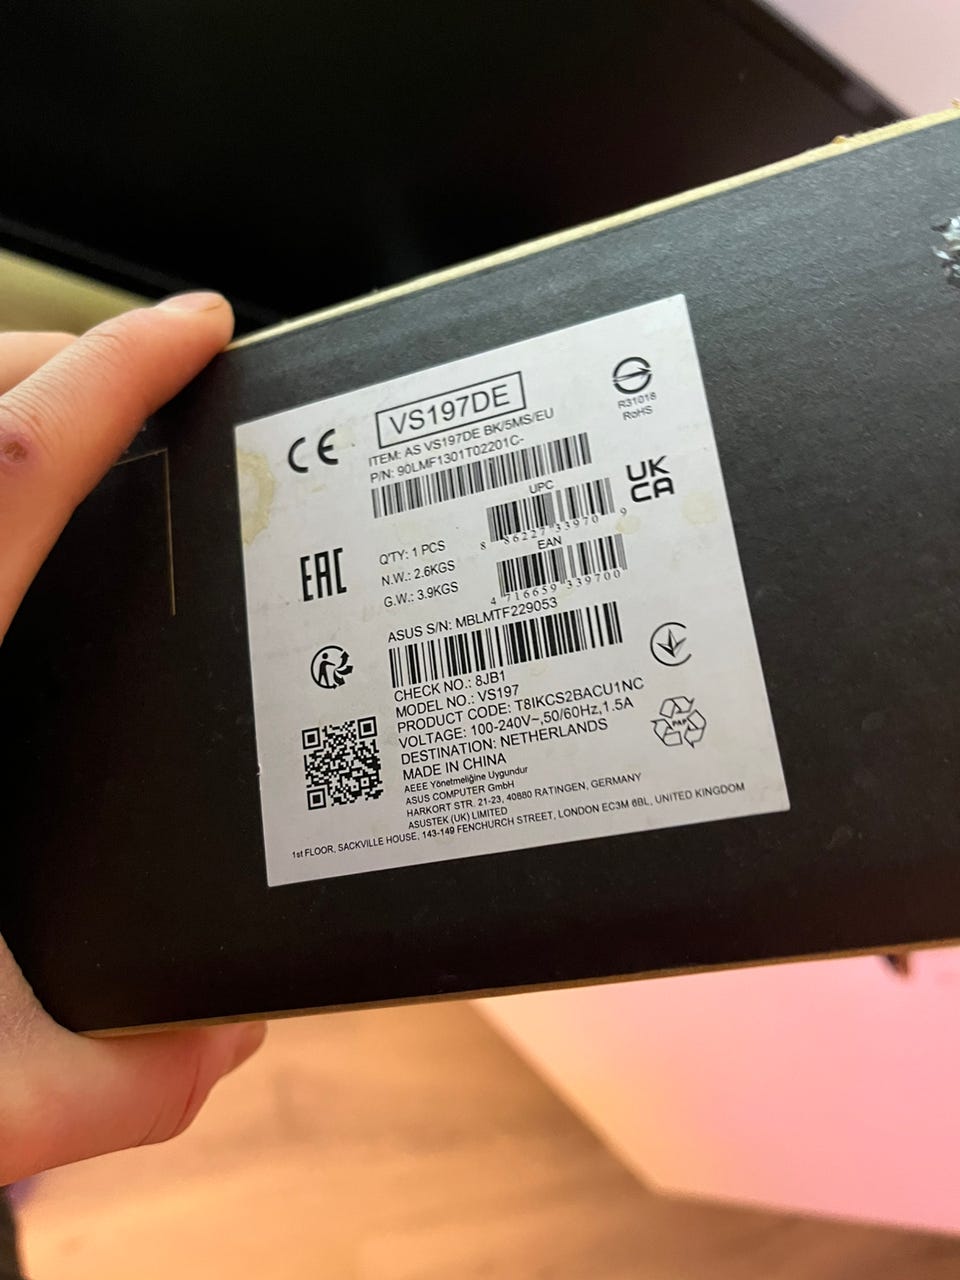 VS197DE
CE
ITEM: AS VS197DE BK/5MS/EU
P/N: 90LMF1301T02201C-
R31018
RoHS
UPC
8 86227 33970 9
UK
CA
EAC
Q'TY: 1 PCS
N.W.: 2.6KGS
G.W.: 3.9KGS
EAN
4 716659 339700
ASUS S/N: MBLMTF229053
CHECK NO.: 8JB1
MODEL NO.: VS197
PRODUCT CODE: T8IKCS2BACU1NC
VOLTAGE: 100-240V~,50/60Hz,1.5A
DESTINATION: NETHERLANDS
MADE IN CHINA
PAP
AEEE Yönetmeliğine Uygundur
ASUS COMPUTER GmbH
HARKORT STR. 21-23, 40880 RATINGEN, GERMANY
ASUSTEK (UK) LIMITED
1st FLOOR, SACKVILLE HOUSE, 143-149 FENCHURCH STREET, LONDON EC3M 6BL, UNITED KINGDOM